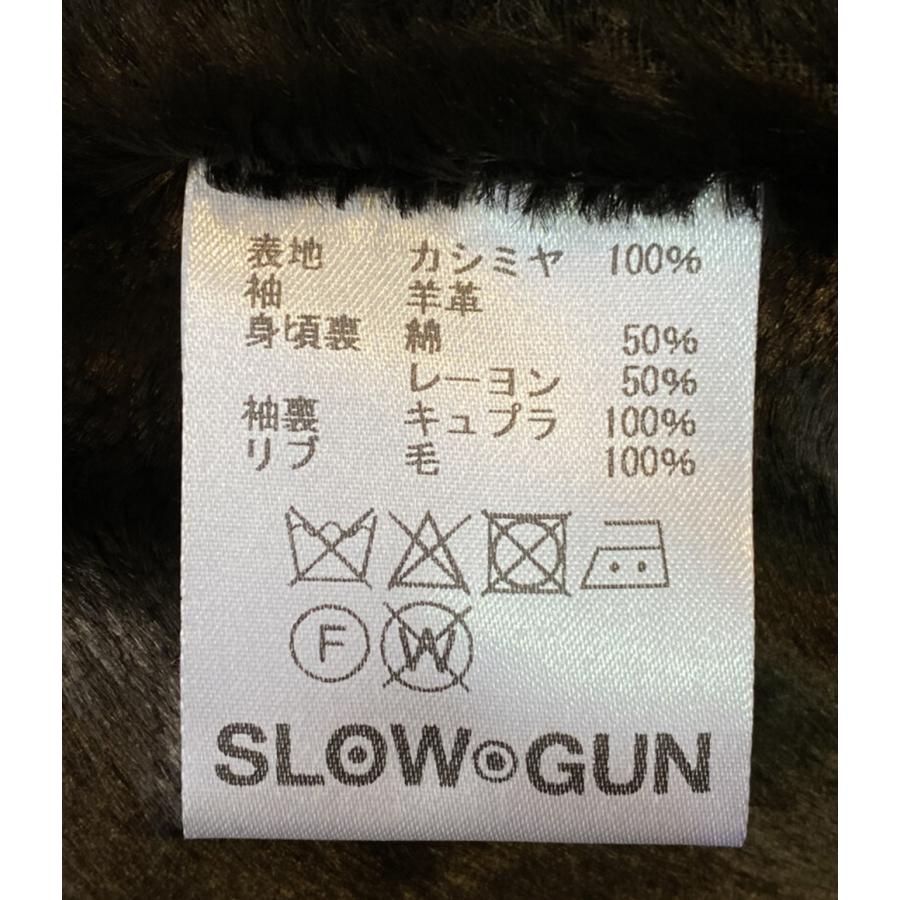 表地 カシミヤ 100%
袖 羊革
身頃裏 綿 50%
レーヨン 50%
袖裏 キュプラ 100%
リブ 毛 100%
F W
SLOW GUN